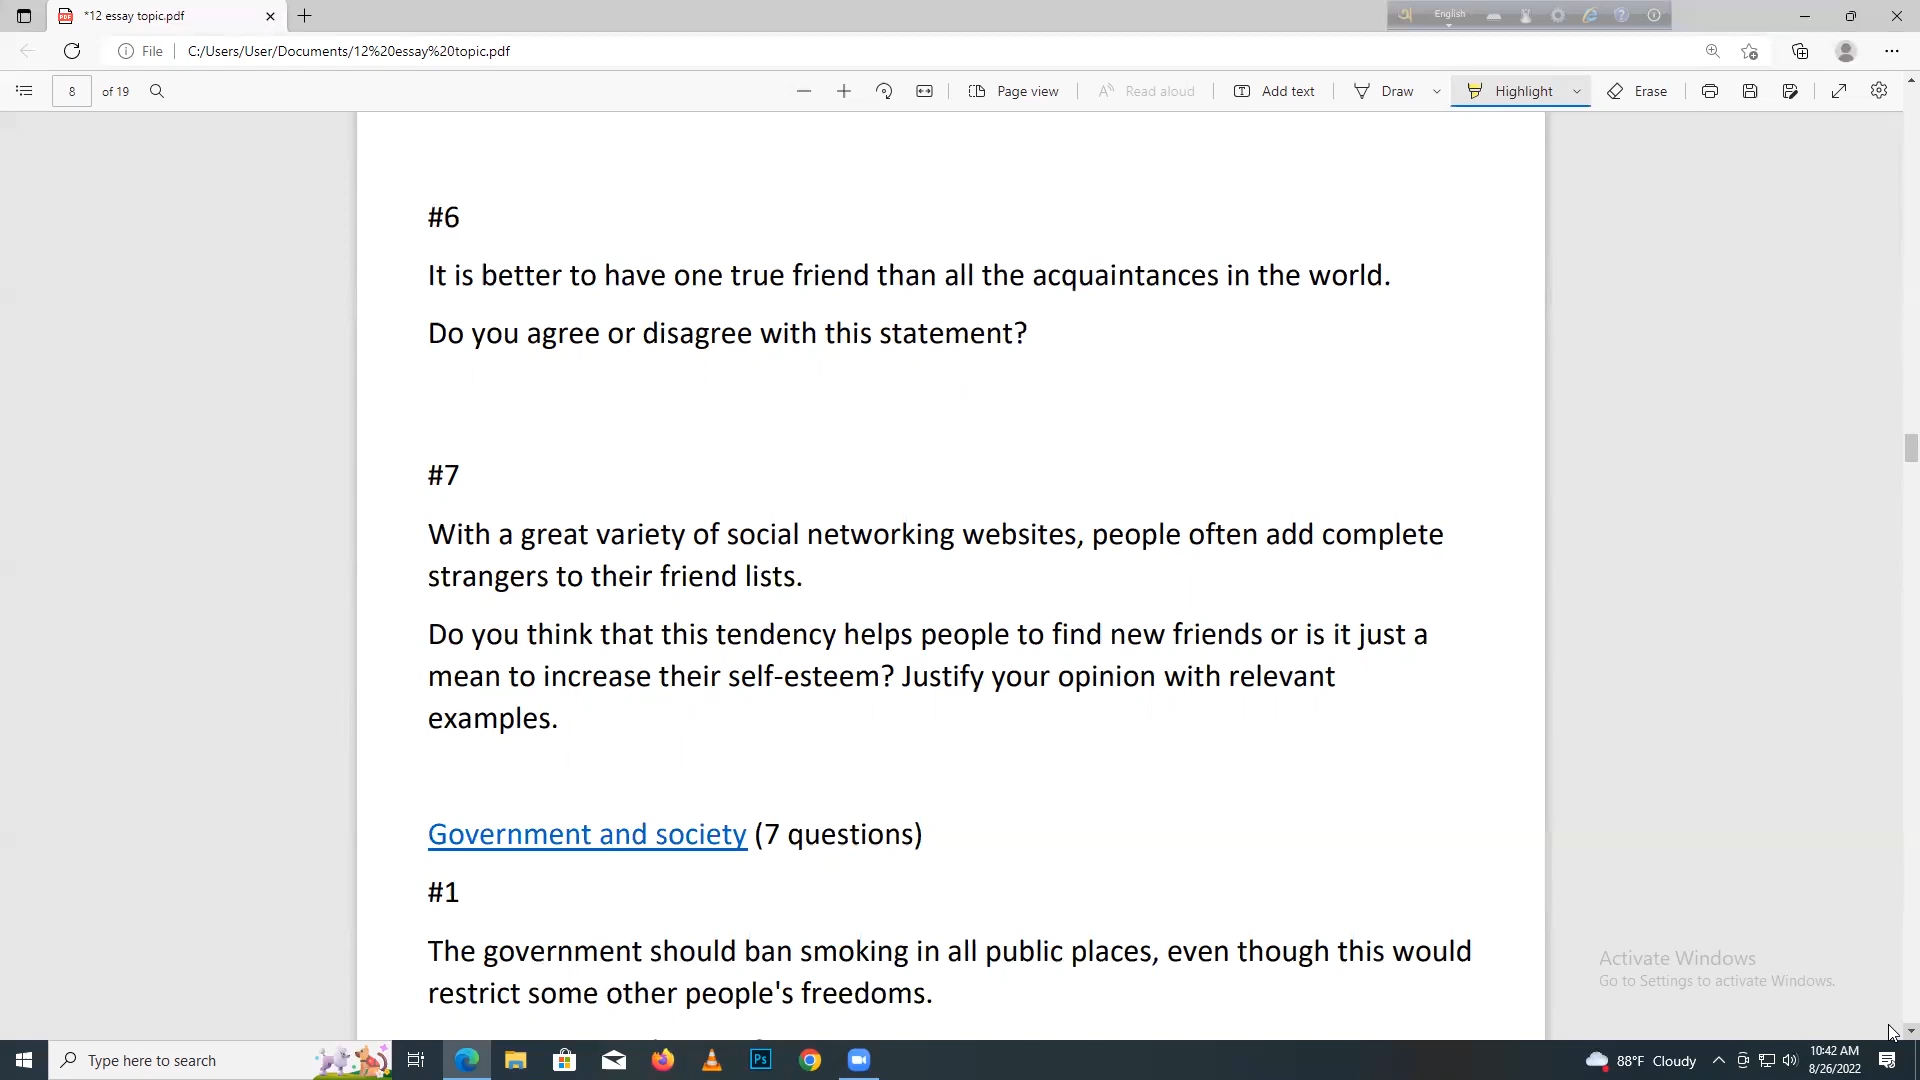 *12 essay topic.pdf
English
File
C:/Users/User/Documents/12%20essay%20topic.pdf
8 of 19
Page view
Read aloud
Add text
Draw
Highlight
Erase
#6
It is better to have one true friend than all the acquaintances in the world.
Do you agree or disagree with this statement?
#7
With a great variety of social networking websites, people often add complete
strangers to their friend lists.
Do you think that this tendency helps people to find new friends or is it just a
mean to increase their self-esteem? Justify your opinion with relevant
examples.
Government and society (7 questions)
#1
The government should ban smoking in all public places, even though this would
restrict some other people's freedoms.
Activate Windows
Go to Settings to activate Windows.
Type here to search
Ps
88°F Cloudy
10:42 AM
8/26/2022